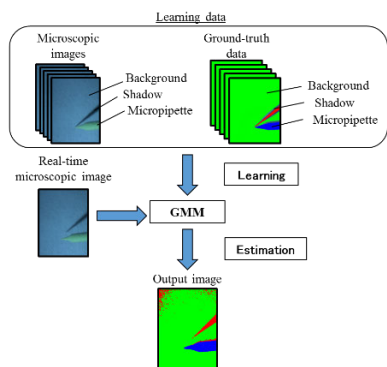 Learning data
Microscopic
images
Background
Shadow
Micropipette
Ground-truth
data
Background
Shadow
Micropipette
Learning
Real-time
microscopic image
GMM
Estimation
Output image